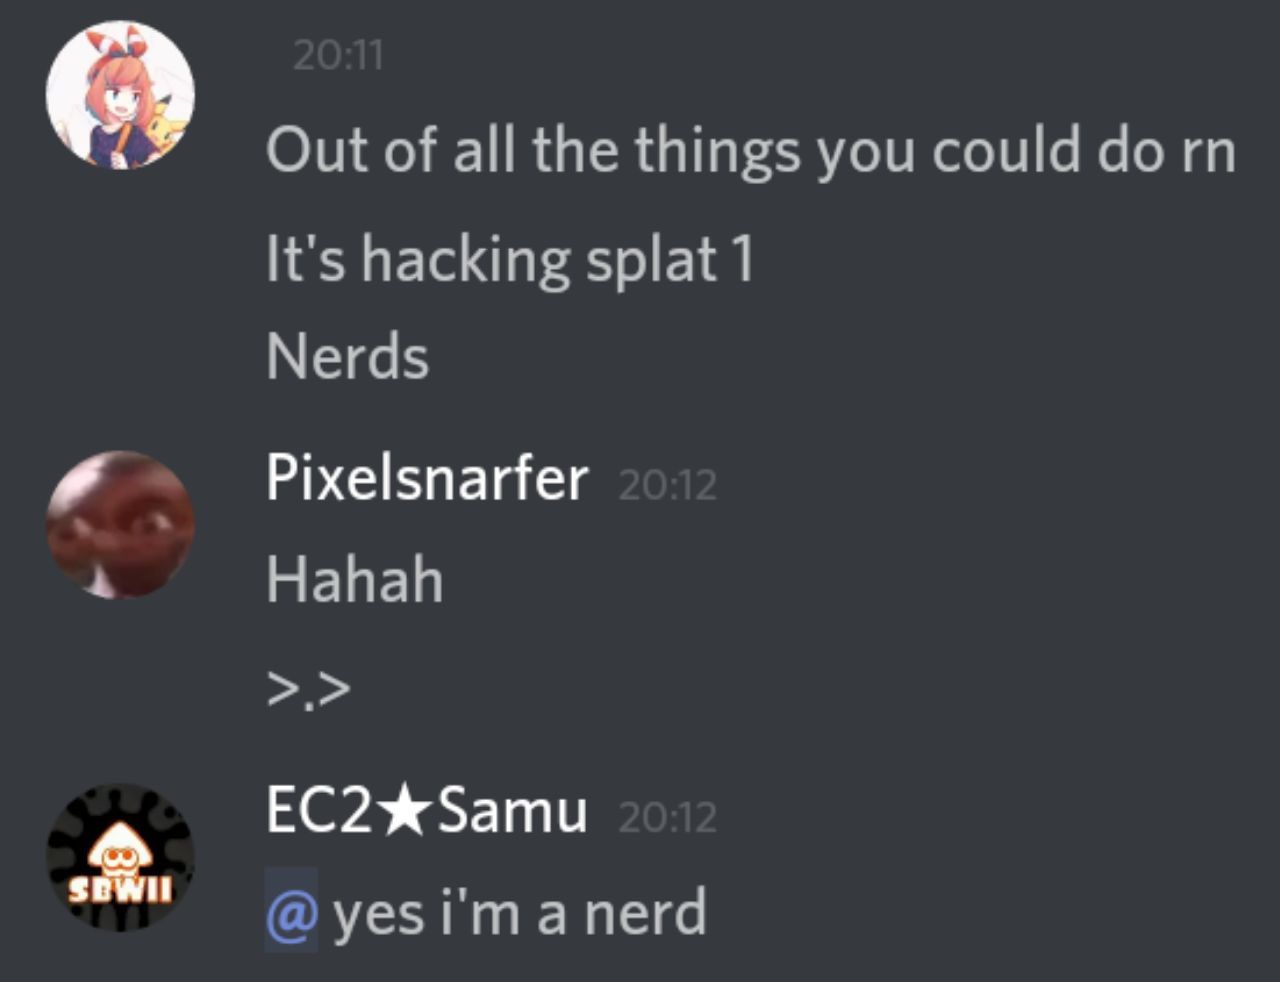 20:11
Out of all the things you could do rn
It's hacking splat 1
Nerds
Pixelsnarfer 20:12
Hahah
>.>
EC2★Samu 20:12
SBWII
@ yes i'm a nerd